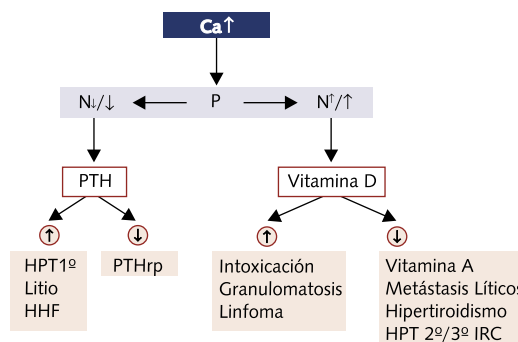 Ca↑
N↓/↓ P N↑/↑
PTH
Vitamina D
↑ ↓ ↑ ↓
HPT1º
Litio
HHF
PTHrp
Intoxicación
Granulomatosis
Linfoma
Vitamina A
Metástasis Líticos
Hipertiroidismo
HPT 2º/3º IRC